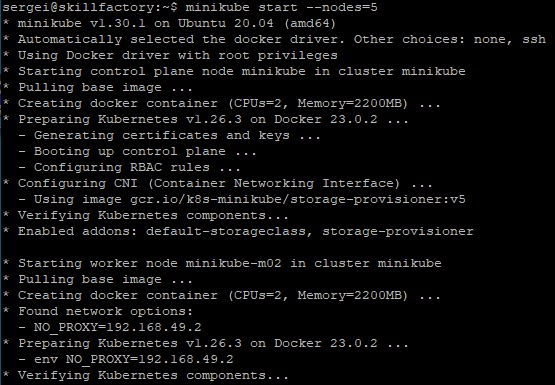 sergei@skillfactory:~$ minikube start --nodes=5
* minikube v1.30.1 on Ubuntu 20.04 (amd64)
* Automatically selected the docker driver. Other choices: none, ssh
* Using Docker driver with root privileges
* Starting control plane node minikube in cluster minikube
* Pulling base image ...
* Creating docker container (CPUs=2, Memory=2200MB) ...
* Preparing Kubernetes v1.26.3 on Docker 23.0.2 ...
  - Generating certificates and keys ...
  - Booting up control plane ...
  - Configuring RBAC rules ...
* Configuring CNI (Container Networking Interface) ...
  - Using image gcr.io/k8s-minikube/storage-provisioner:v5
* Verifying Kubernetes components...
* Enabled addons: default-storageclass, storage-provisioner

* Starting worker node minikube-m02 in cluster minikube
* Pulling base image ...
* Creating docker container (CPUs=2, Memory=2200MB) ...
* Found network options:
  - NO_PROXY=192.168.49.2
* Preparing Kubernetes v1.26.3 on Docker 23.0.2 ...
  - env NO_PROXY=192.168.49.2
* Verifying Kubernetes components...